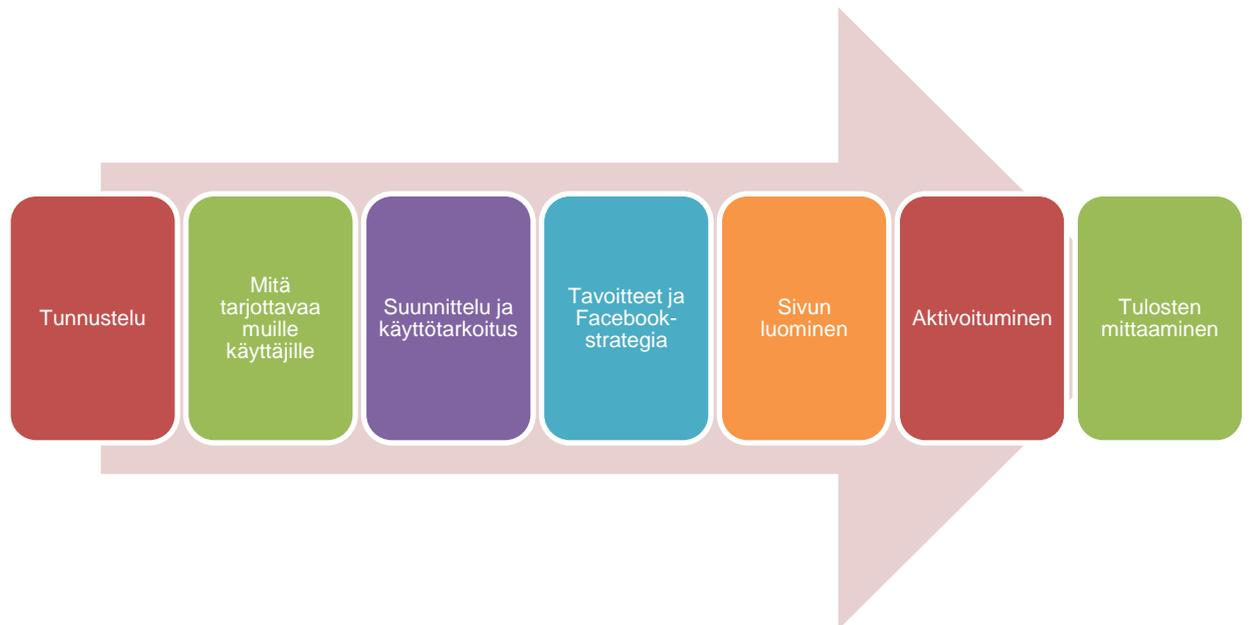 Tunnustelu
Mitä
tarjottavaa
muille
käyttäjille
Suunnittelu ja
käyttötarkoitus
Tavoitteet ja
Facebook-
strategia
Sivun
luominen
Aktivoituminen
Tulosten
mittaaminen